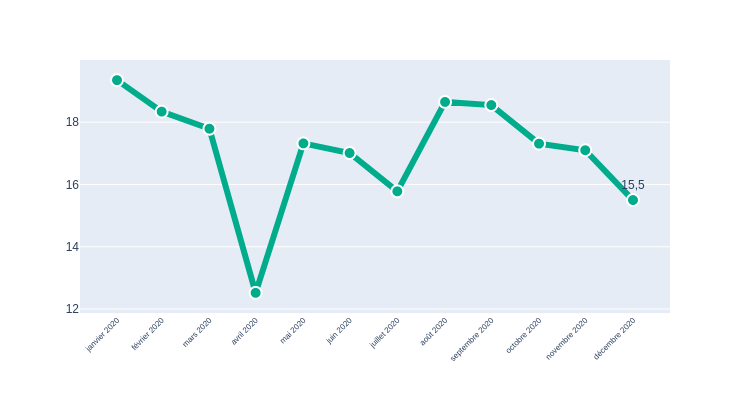 18
16
14
12
15,5
janvier 2020
février 2020
mars 2020
avril 2020
mai 2020
juin 2020
juillet 2020
août 2020
septembre 2020
octobre 2020
novembre 2020
décembre 2020